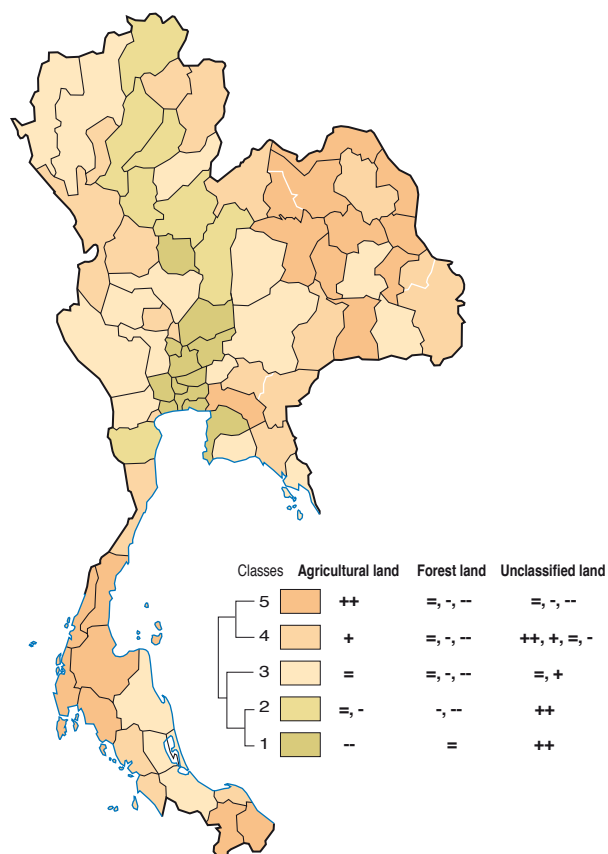 Classes Agricultural land Forest land Unclassified land
5 ++ =, -, -- =, -, --
4 + =, -, -- ++, +, =, -
3 = =, -, -- =, +
2 =, - -, -- ++
1 -- = ++